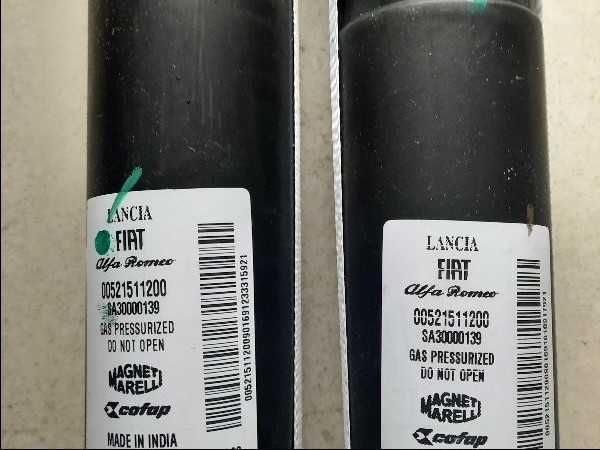 LANCIA
FIAT
Alfa Romeo
00521511200
SA30000139
GAS PRESSURIZED
DO NOT OPEN
MAGNETI
MARELLI
cofap
MADE IN INDIA
LANCIA
FIAT
Alfa Romeo
00521511200
SA30000139
GAS PRESSURIZED
DO NOT OPEN
MAGNETI
MARELLI
cofap